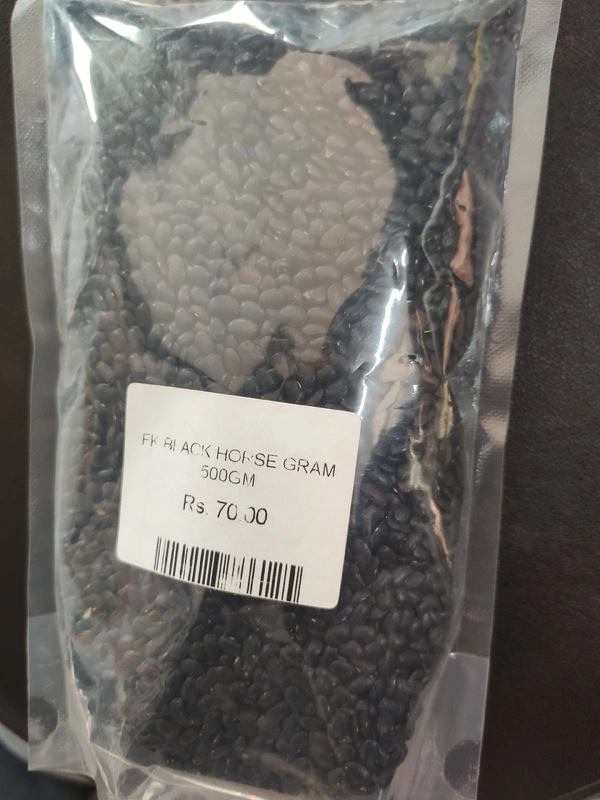 FK BLACK HORSE GRAM
500GM
Rs. 70.00